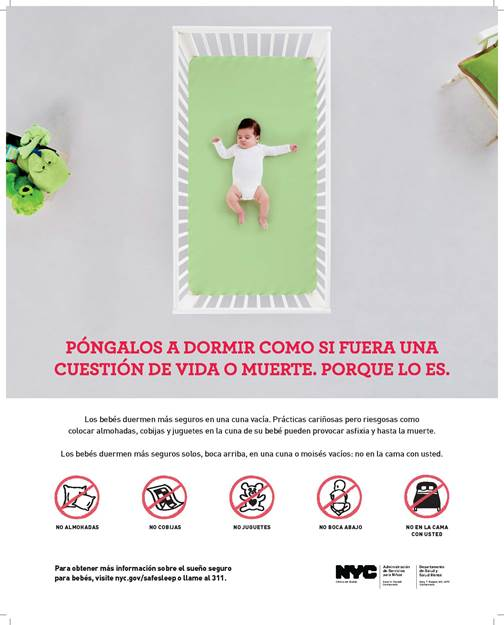 PÓNGALOS A DORMIR COMO SI FUERA UNA
CUESTIÓN DE VIDA O MUERTE. PORQUE LO ES.
Los bebés duermen más seguros en una cuna vacía. Prácticas cariñosas pero riesgosas como
colocar almohadas, cobijas y juguetes en la cuna de su bebé pueden provocar asfixia y hasta la muerte.
Los bebés duermen más seguros solos, boca arriba, en una cuna o moisés vacíos: no en la cama con usted.
NO ALMOHADAS
NO COBIJAS
NO JUGUETES
NO BOCA ABAJO
NO EN LA CAMA
CON USTED
Para obtener más información sobre el sueño seguro
para bebés, visite nyc.gov/safesleep o llame al 311.
NYC
Administración
de Servicios
para Niños
Departamento
de Salud y
Salud Mental